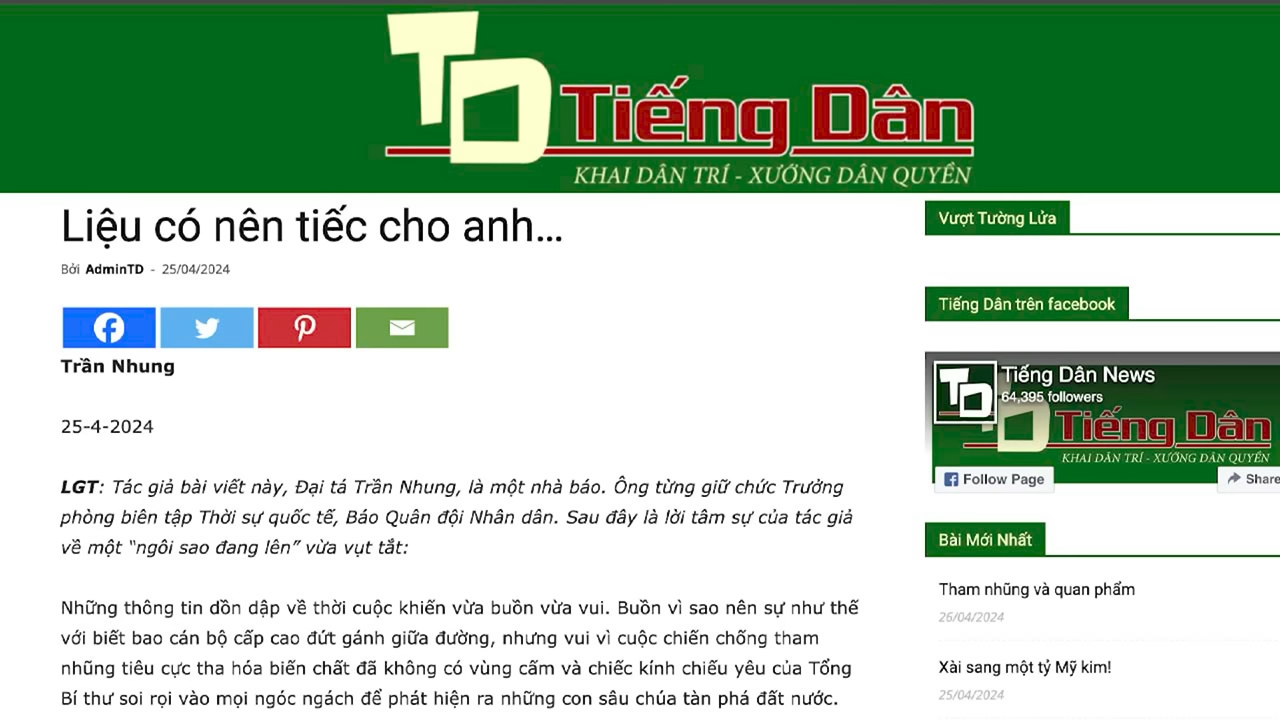 TD Tiếng Dân
KHAI DÂN TRÍ - XƯỚNG DÂN QUYỀN
Liệu có nên tiếc cho anh…
Bởi AdminTD - 25/04/2024
Trần Nhung
25-4-2024
LGT: Tác giả bài viết này, Đại tá Trần Nhung, là một nhà báo. Ông từng giữ chức Trưởng
phòng biên tập Thời sự quốc tế, Báo Quân đội Nhân dân. Sau đây là lời tâm sự của tác giả
về một “ngôi sao đang lên” vừa vụt tắt:
Những thông tin dồn dập về thời cuộc khiến vừa buồn vừa vui. Buồn vì sao nên sự như thế
với biết bao cán bộ cấp cao đứt gánh giữa đường, nhưng vui vì cuộc chiến chống tham
nhũng tiêu cực tha hóa biến chất đã không có vùng cấm và chiếc kính chiếu yêu của Tổng
Bí thư soi rọi vào mọi ngóc ngách để phát hiện ra những con sâu chúa tàn phá đất nước.
Vượt Tường Lửa
Tiếng Dân trên facebook
TD Tiếng Dân News
64,395 followers
Tiếng Dân
KHAI DÂN TRÍ - XƯỚNG DÂN QUYỀN
Follow Page Share
Bài Mới Nhất
Tham nhũng và quan phẩm
26/04/2024
Xài sang một tỷ Mỹ kim!
25/04/2024